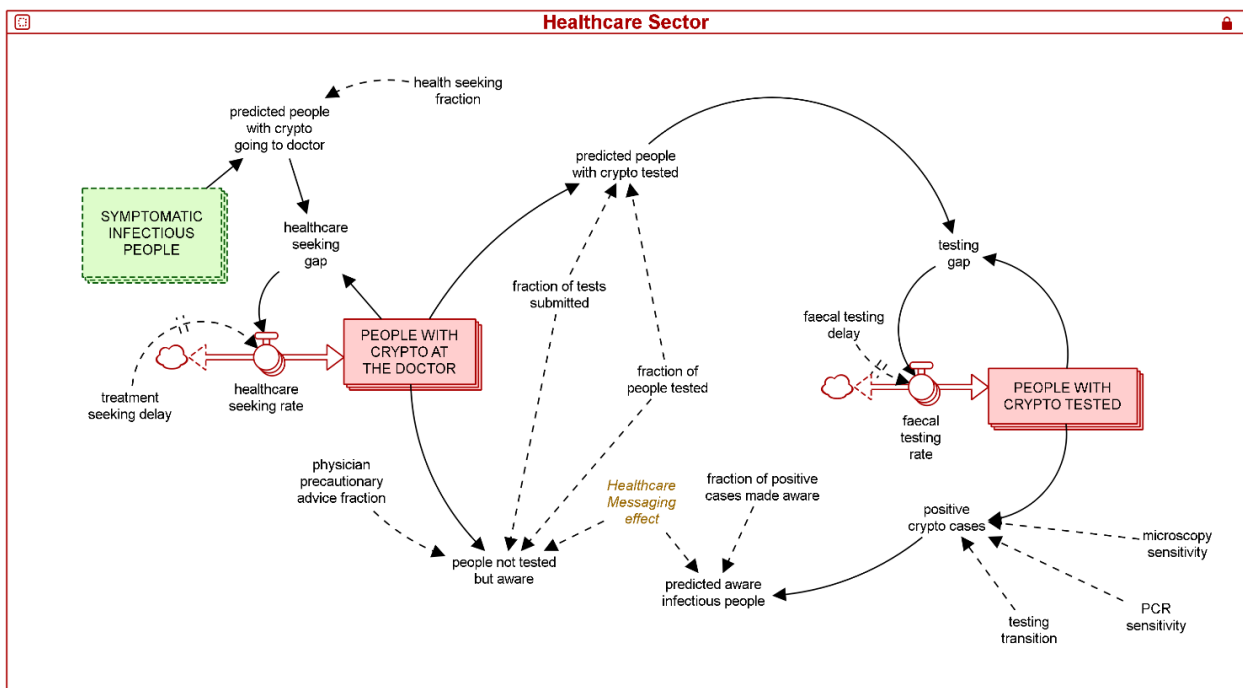 Healthcare Sector
health seeking
fraction
predicted people
with crypto
going to doctor
predicted people
with crypto tested
SYMPTOMATIC
INFECTIOUS
PEOPLE
healthcare
seeking
gap
testing
gap
fraction of tests
submitted
faecal testing
delay
PEOPLE WITH
CRYPTO AT
THE DOCTOR
fraction of
people tested
treatment
seeking delay
healthcare
seeking rate
PEOPLE WITH
CRYPTO TESTED
faecal
testing
rate
physician
precautionary
advice fraction
Healthcare
Messaging
effect
fraction of positive
cases made aware
positive
crypto cases
microscopy
sensitivity
people not tested
but aware
predicted aware
infectious people
testing
transition
PCR
sensitivity